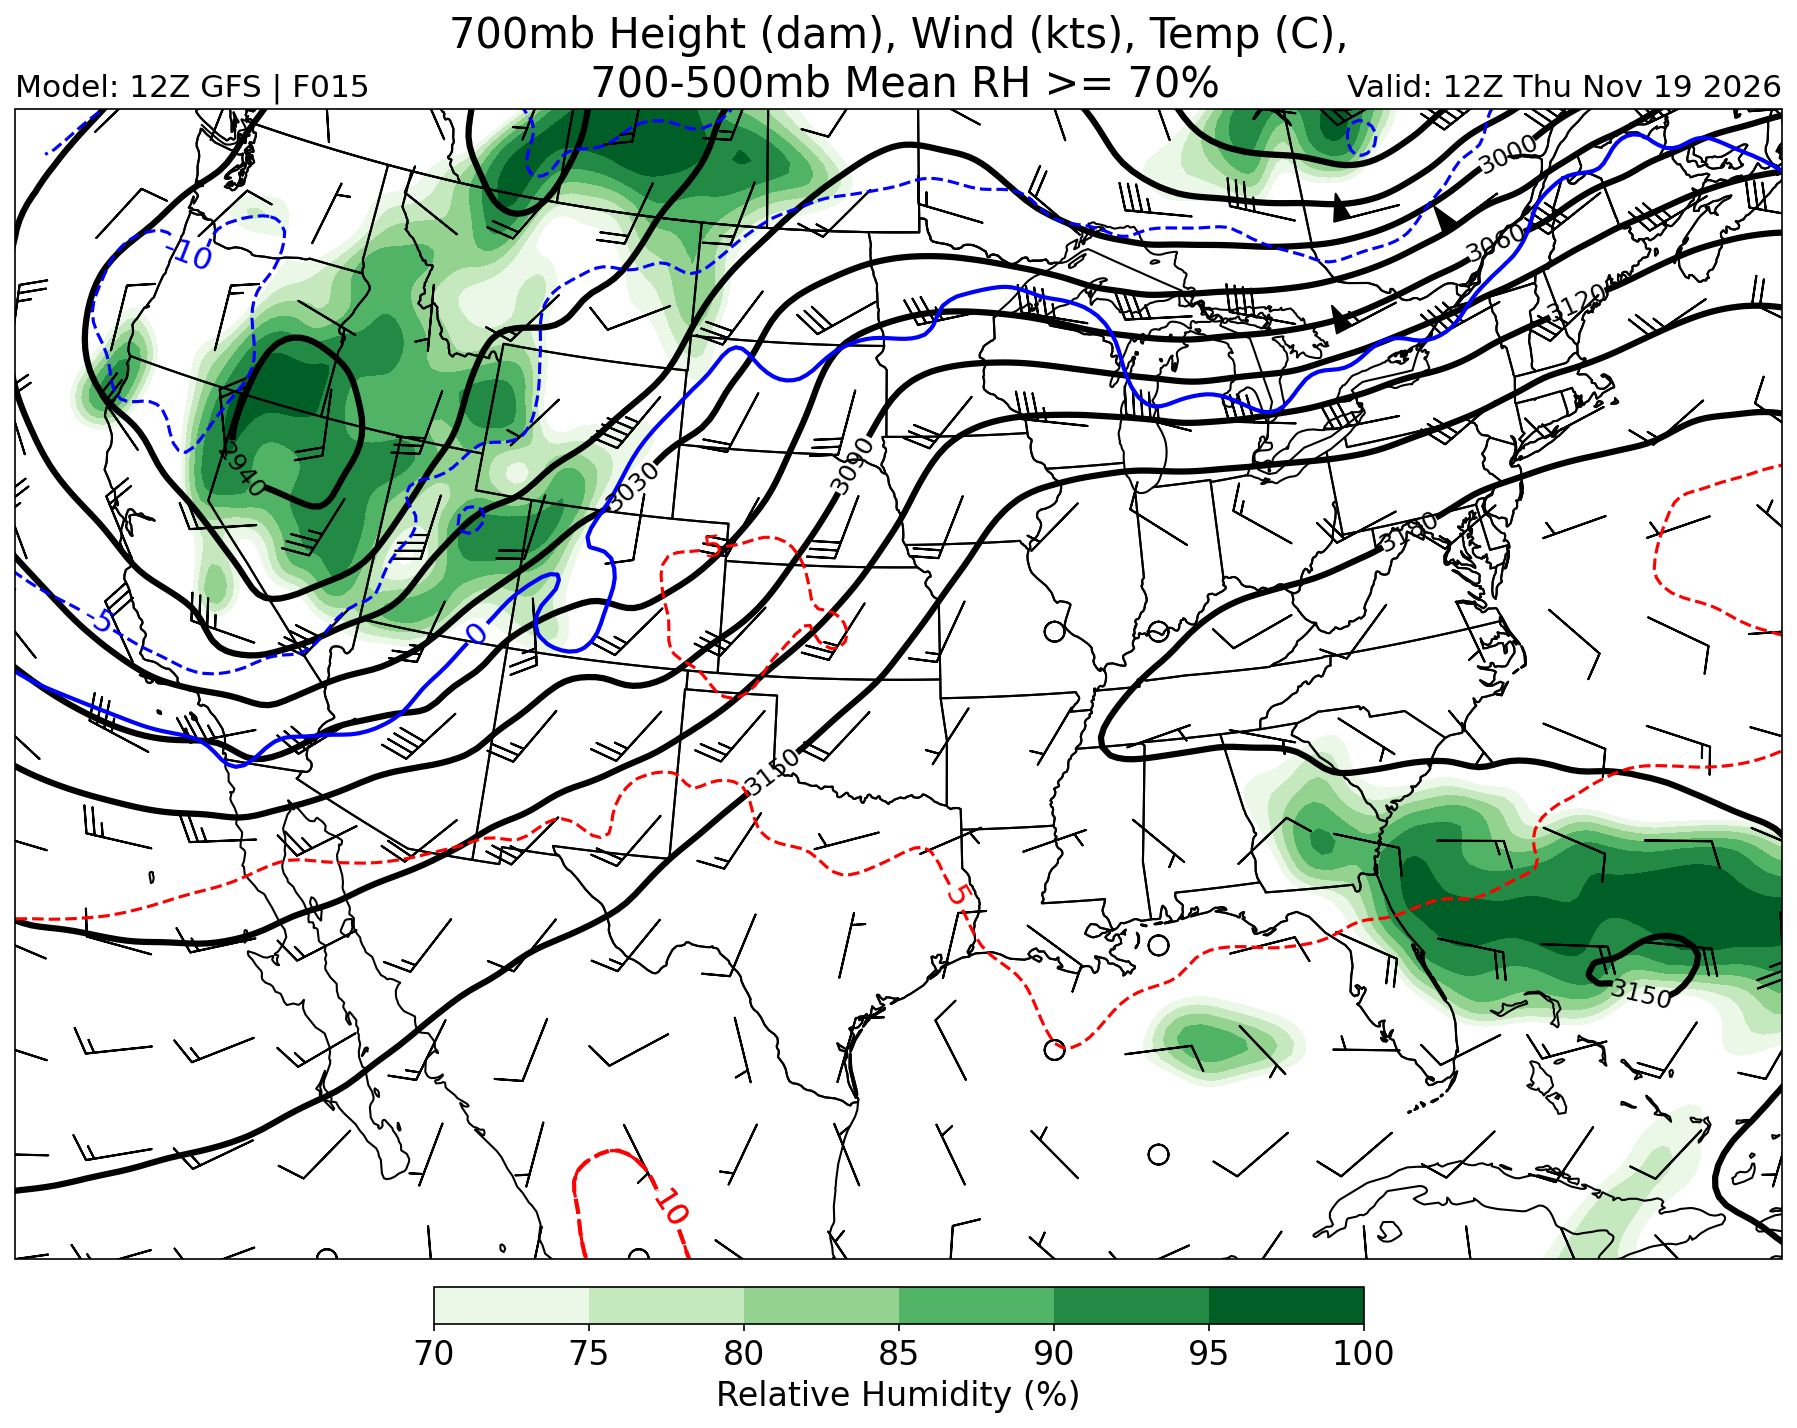 700mb Height (dam), Wind (kts), Temp (C),
Model: 12Z GFS | F015
700-500mb Mean RH >= 70%
Valid: 12Z Thu Nov 19 2026
3000
-10
3060
3120
2940
3030
3090
5
3180
-5
0
3150
5
3150
10
70 75 80 85 90 95 100
Relative Humidity (%)